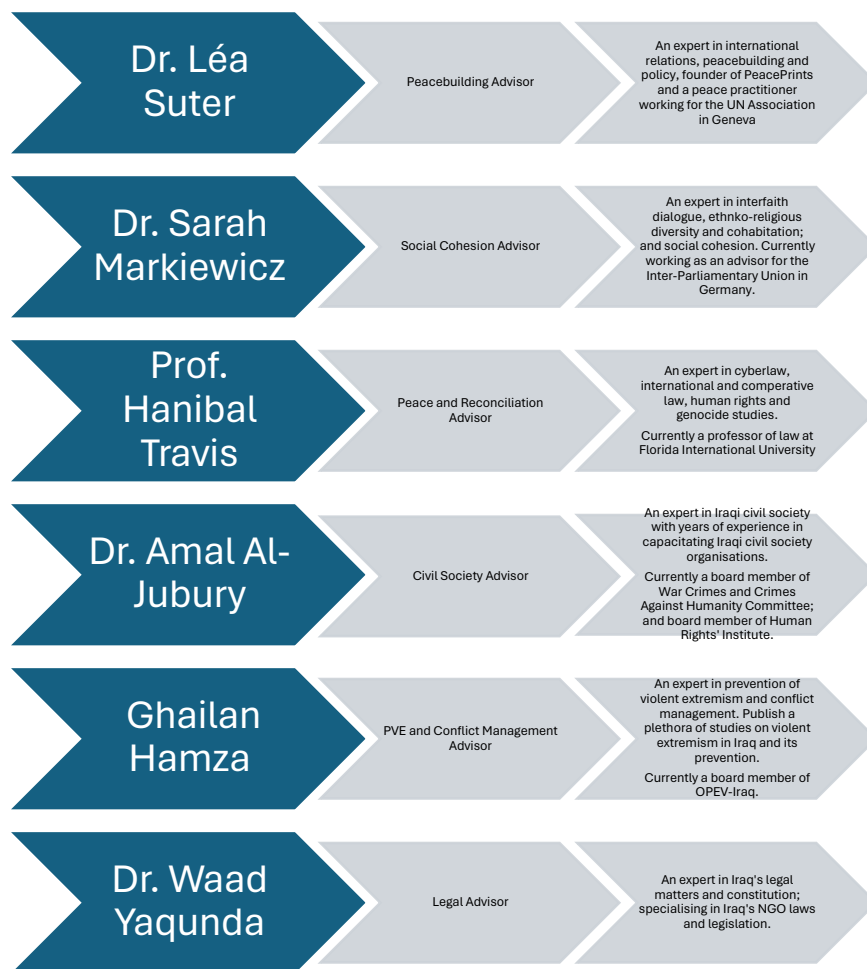 Dr. Léa
Suter
Peacebuilding Advisor
An expert in international
relations, peacebuilding and
policy, founder of PeacePrints
and a peace practitioner
working for the UN Association
in Geneva
Dr. Sarah
Markiewicz
Social Cohesion Advisor
An expert in interfaith
dialogue, ethnko-religious
diversity and cohabitation;
and social cohesion. Currently
working as an advisor for the
Inter-Parliamentary Union in
Germany.
Prof.
Hanibal
Travis
Peace and Reconciliation
Advisor
An expert in cyberlaw,
international and comperative
law, human rights and
genocide studies.
Currently a professor of law at
Florida International University
Dr. Amal Al-
Jubury
Civil Society Advisor
An expert in Iraqi civil society
with years of experience in
capacitating Iraqi civil society
organisations.
Currently a board member of
War Crimes and Crimes
Against Humanity Committee;
and board member of Human
Rights' Institute.
Ghailan
Hamza
PVE and Conflict Management
Advisor
An expert in prevention of
violent extremism and conflict
management. Publish a
plethora of studies on violent
extremism in Iraq and its
prevention.
Currently a board member of
OPEV-Iraq.
Dr. Waad
Yaqunda
Legal Advisor
An expert in Iraq's legal
matters and constitution;
specialising in Iraq's NGO laws
and legislation.